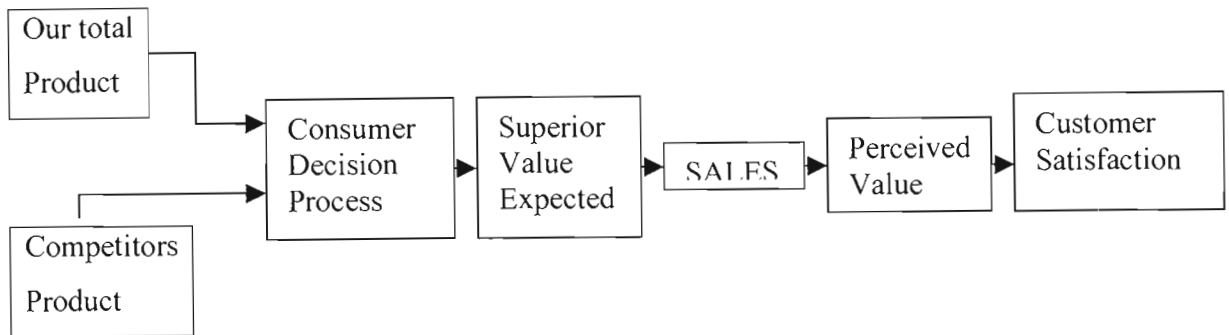 Our total
Product
Consumer
Decision
Process
Superior
Value
Expected
SALES
Perceived
Value
Customer
Satisfaction
Competitors
Product